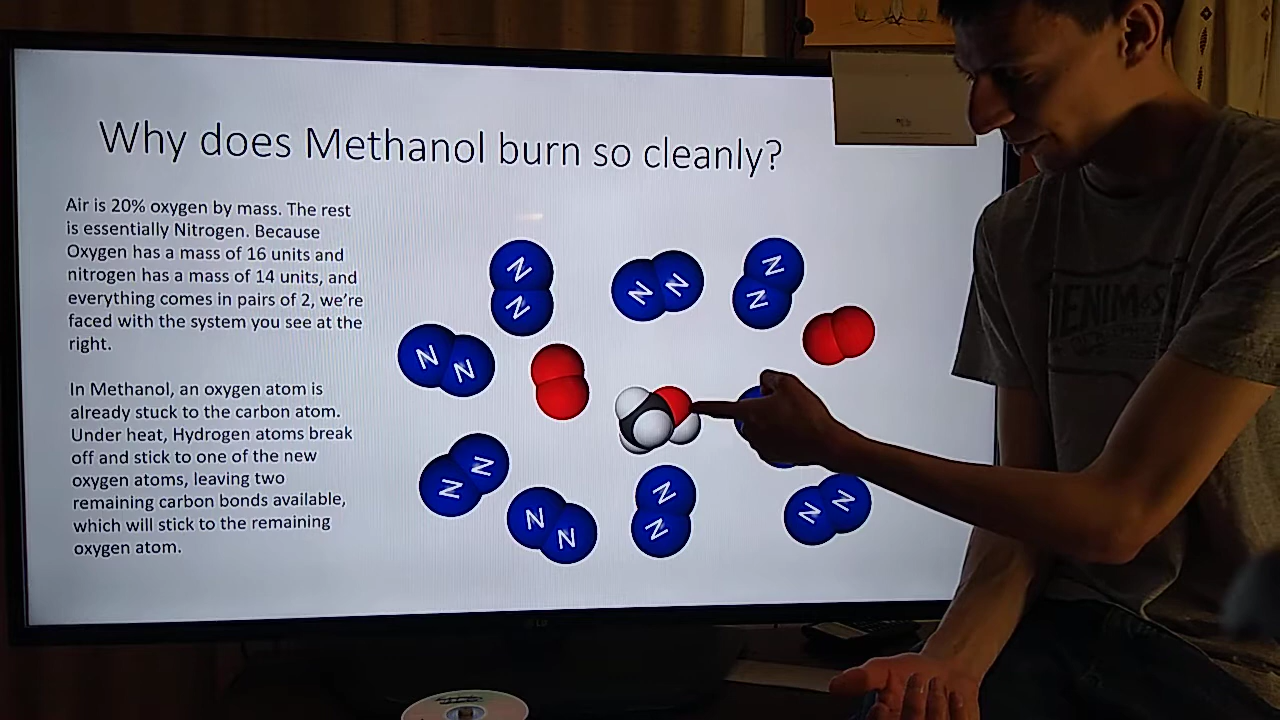 Why does Methanol burn so cleanly?
Air is 20% oxygen by mass. The rest
is essentially Nitrogen. Because
Oxygen has a mass of 16 units and
nitrogen has a mass of 14 units, and
everything comes in pairs of 2, we're
faced with the system you see at the
right.
In Methanol, an oxygen atom is
already stuck to the carbon atom.
Under heat, Hydrogen atoms break
off and stick to one of the new
oxygen atoms, leaving two
remaining carbon bonds available,
which will stick to the remaining
oxygen atom.
N
N
N N
N
N
N N
N
N
N N
N
N
N N
DENIM